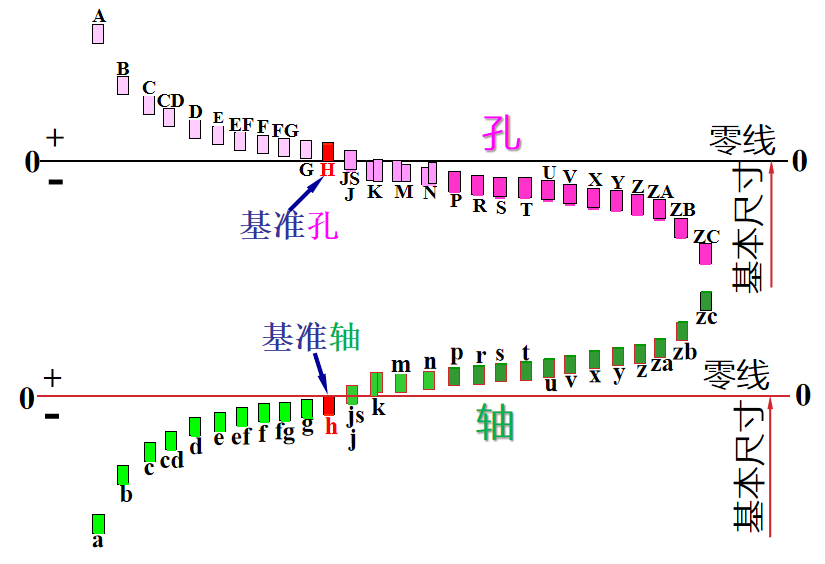 A
B
C
CD
D
E
EF
F
FG
G
H
JS
J
K
M
N
P
R
S
T
U
V
X
Y
Z
ZA
ZB
ZC
+
0
-
孔
零线
0
基准孔
基本尺寸
基准轴
zc
zb
za
z
y
x
v
u
t
s
r
p
n
m
k
js
j
h
g
fg
f
ef
e
d
cd
c
b
a
+
0
-
轴
零线
0
基本尺寸